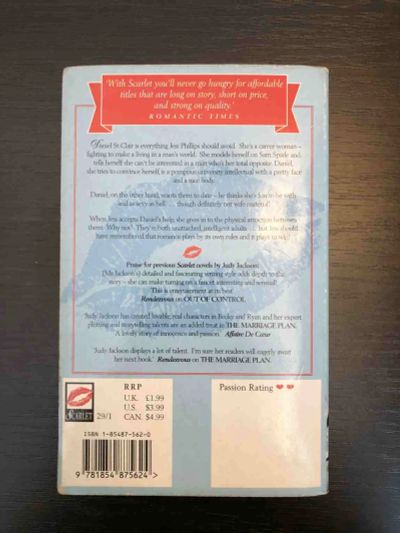 'With Scarlet you'll never go hungry for affordable
titles that are long on story, short on price,
and strong on quality.'
ROMANTIC TIMES
Daniel St Clair is everything Jess Phillips should avoid. She's a career woman –
fighting to make a living in a man's world. She models herself on Sam Spade and
tells herself she can't be interested in a man who's her total opposite. Daniel,
she tries to convince herself, is a pompous university intellectual with a pretty face
and a nice body.
Daniel, on the other hand, wants them to date – he thinks she's fun to be with
and as sexy as hell . . . though definitely not wife material!
When Jess accepts Daniel's help, she gives in to the physical attraction between
them. Why not? They're both unattached, intelligent adults . . . but Jess should
have remembered that romance plays by its own rules and it plays to win!
Praise for previous Scarlet novels by Judy Jackson:
'[Ms Jackson's] detailed and fascinating writing style adds depth to the
story – she can make turning on a faucet interesting and sensual!
This is entertainment at its best.'
Rendezvous on OUT OF CONTROL
'Judy Jackson has created lovable, real characters in Becky and Ryan and her expert
plotting and storytelling talents are an added treat in THE MARRIAGE PLAN.
A lovely story of innocence and passion.' Affaire De Cœur
'Judy Jackson displays a lot of talent. I'm sure her readers will eagerly await
her next book.' Rendezvous on THE MARRIAGE PLAN.
SCARLET 29/1
RRP
U.K. £1.99
U.S. $3.99
CAN. $4.99
Passion Rating ❤❤
ISBN 1-85487-562-0
9 781854 875624 >